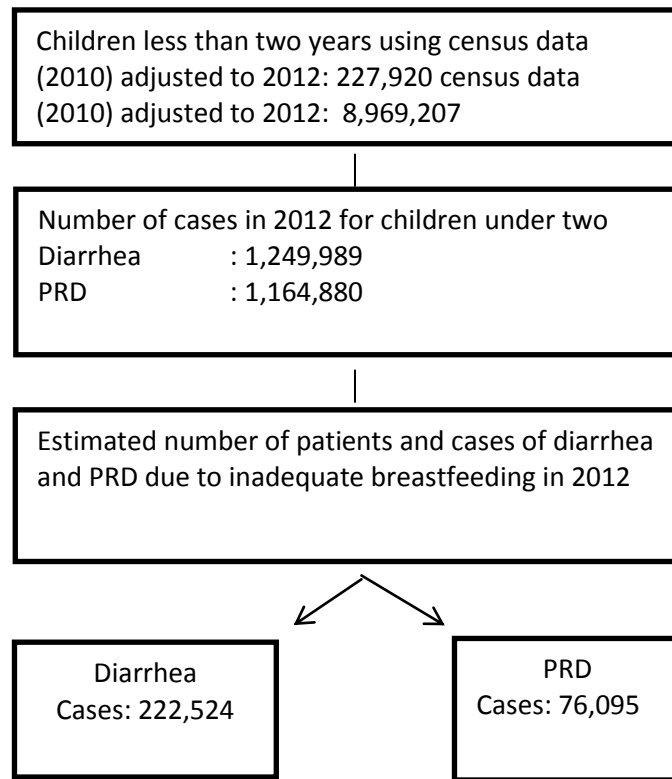 Children less than two years using census data
(2010) adjusted to 2012: 227,920 census data
(2010) adjusted to 2012:  8,969,207
Number of cases in 2012 for children under two
Diarrhea : 1,249,989
PRD : 1,164,880
Estimated number of patients and cases of diarrhea
and PRD due to inadequate breastfeeding in 2012
Diarrhea
Cases: 222,524
PRD
Cases: 76,095